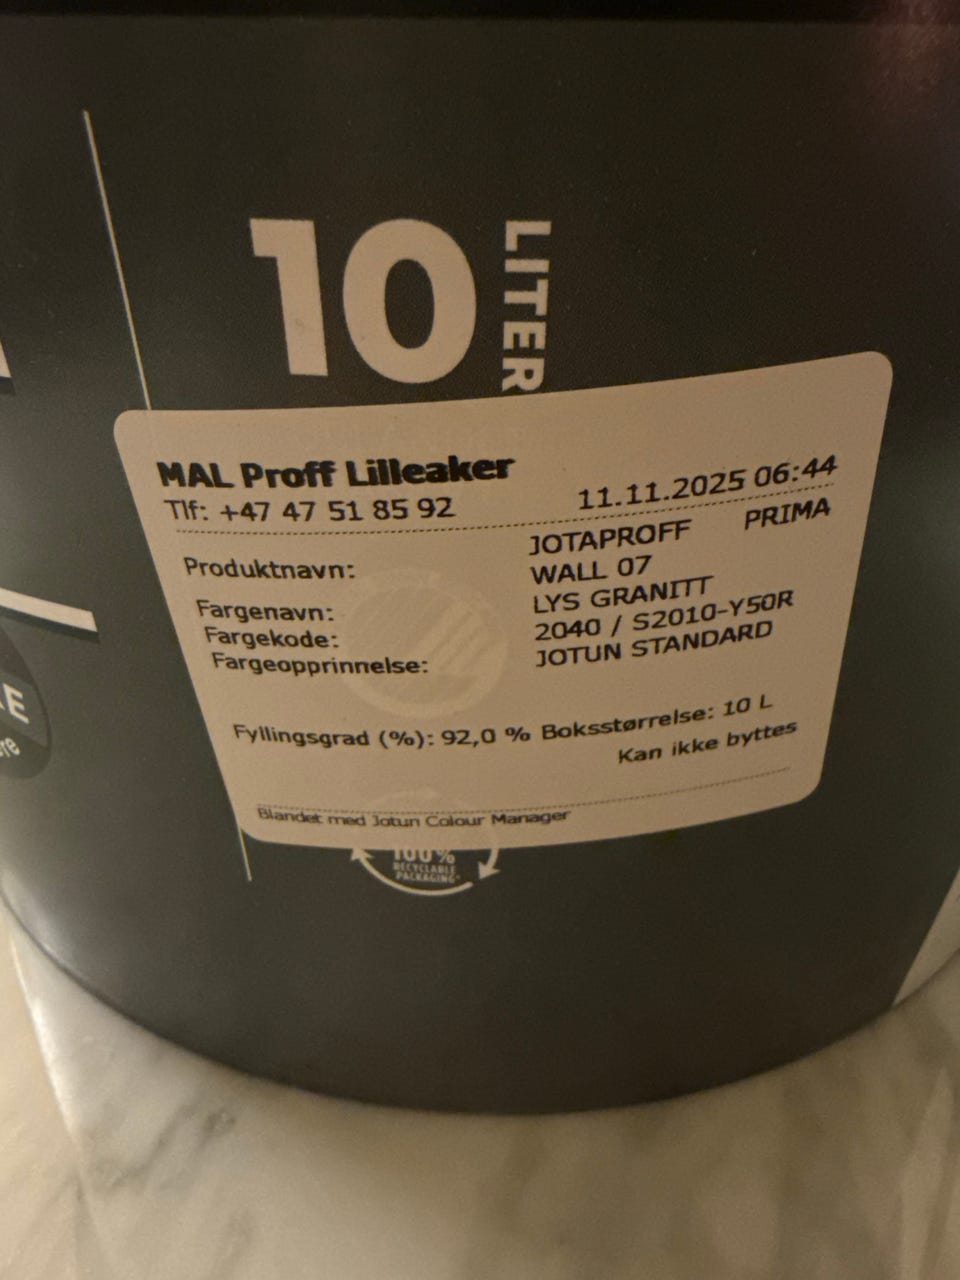 10 LITER
MAL Proff Lilleaker
Tlf: +47 47 51 85 92 11.11.2025 06:44
Produktnavn: JOTAPROFF PRIMA
WALL 07
Fargenavn: LYS GRANITT
Fargekode: 2040 / S2010-Y50R
Fargeopprinnelse: JOTUN STANDARD
Fyllingsgrad (%): 92,0 % Boksstørrelse: 10 L
Kan ikke byttes
Blandet med Jotun Colour Manager
100%
RECYCLABLE
PACKAGING